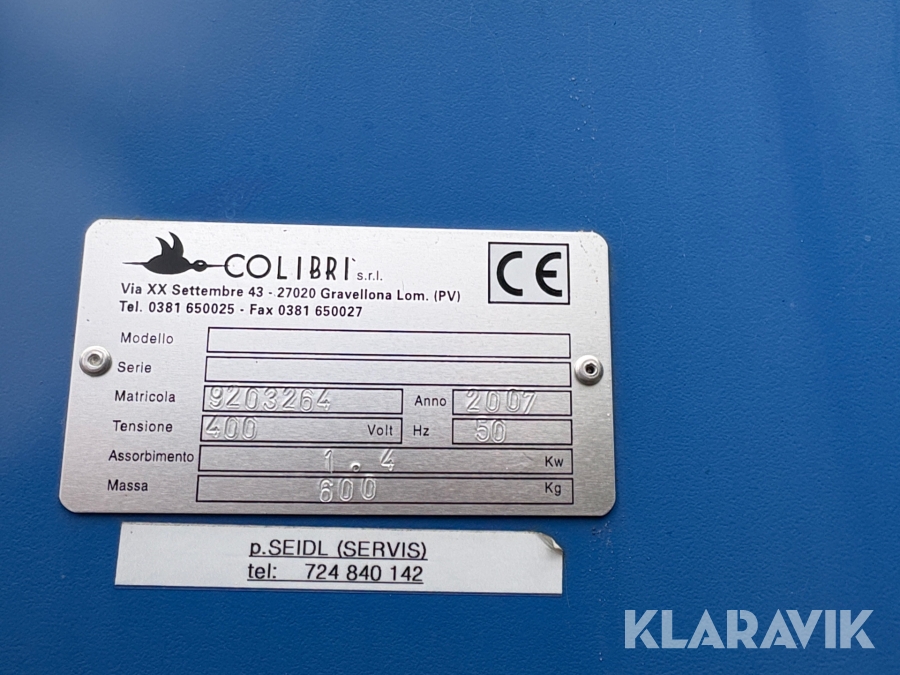 COLIBRÌ s.r.l.
CE
Via XX Settembre 43 - 27020 Gravellona Lom. (PV)
Tel. 0381 650025 - Fax 0381 650027
Modello
Serie
Matricola 9203264 Anno 2007
Tensione 400 Volt Hz 50
Assorbimento 1.4 Kw
Massa 600 Kg
p.SEIDL (SERVIS)
tel: 724 840 142
KLARAVIK